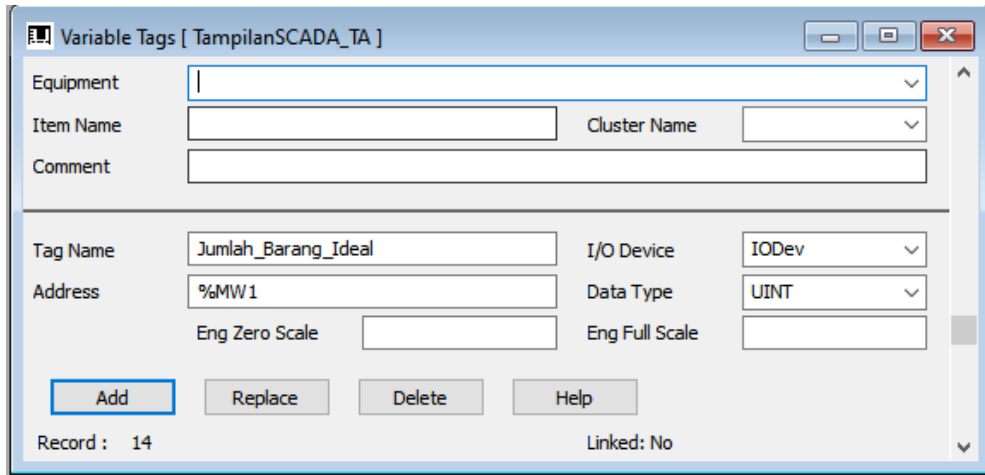 Variable Tags [ TampilanSCADA_TA ]
Equipment
Item Name Cluster Name
Comment
Tag Name Jumlah_Barang_Ideal I/O Device IODev
Address %MW1 Data Type UINT
Eng Zero Scale Eng Full Scale
Add Replace Delete Help
Record : 14 Linked: No